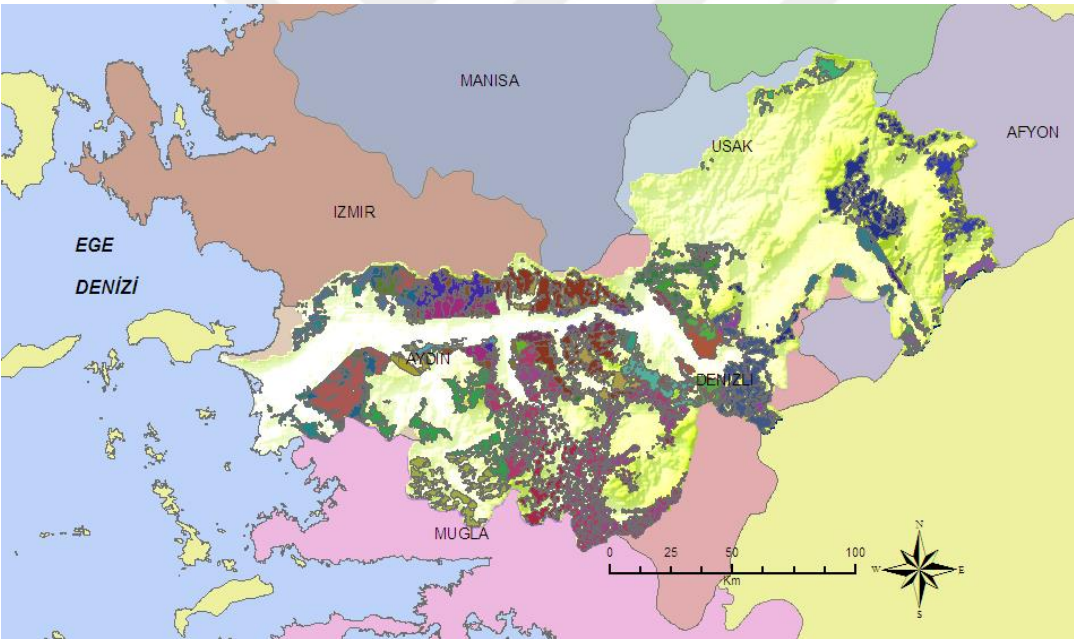 MANISA
AFYON
USAK
IZMIR
EGE
DENİZİ
AYDIN
DENIZLI
MUGLA
N
0 25 50 100
W E
Km
S